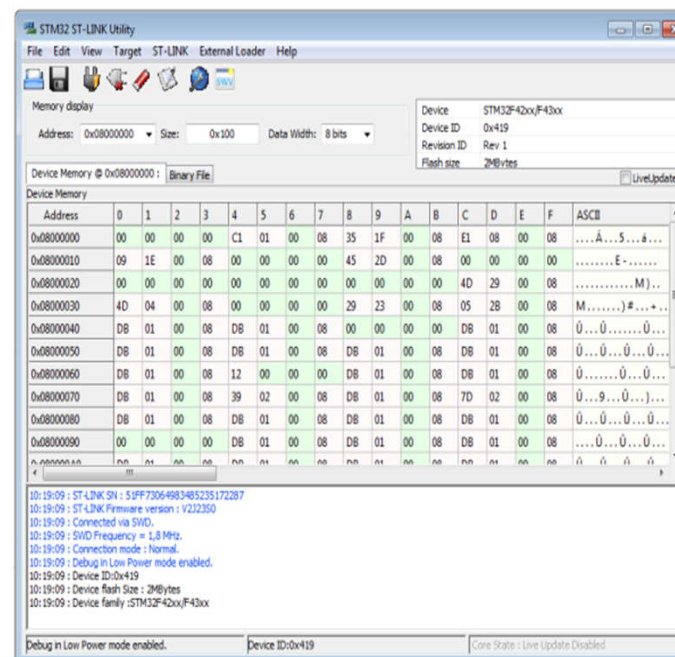 STM32 ST-LINK Utility
File Edit View Target ST-LINK External Loader Help
SWV
Memory display
Address: 0x08000000 Size: 0x100 Data Width: 8 bits
Device STM32F42xx/F43xx
Device ID 0x419
Revision ID Rev 1
Flash size 2MBytes
Device Memory @ 0x08000000 : Binary File LiveUpdate
Device Memory
Address 0 1 2 3 4 5 6 7 8 9 A B C D E F ASCII
0x08000000 00 00 00 00 C1 01 00 08 35 1F 00 08 E1 08 00 08 ....Á...5...á...
0x08000010 09 1E 00 08 00 00 00 00 45 2D 00 08 00 00 00 00 ........E-......
0x08000020 00 00 00 00 00 00 00 00 00 00 00 00 4D 29 00 08 ............M)..
0x08000030 4D 04 00 08 00 00 00 00 29 23 00 08 05 2B 00 08 M.......)#...+..
0x08000040 DB 01 00 08 DB 01 00 08 00 00 00 00 DB 01 00 08 Û...Û.......Û...
0x08000050 DB 01 00 08 DB 01 00 08 DB 01 00 08 DB 01 00 08 Û...Û...Û...Û...
0x08000060 DB 01 00 08 12 00 00 00 DB 01 00 08 DB 01 00 08 Û.......Û...Û...
0x08000070 DB 01 00 08 39 02 00 08 DB 01 00 08 7D 02 00 08 Û...9...Û...}...
0x08000080 DB 01 00 08 DB 01 00 08 DB 01 00 08 DB 01 00 08 Û...Û...Û...Û...
0x08000090 00 00 00 00 DB 01 00 08 DB 01 00 08 DB 01 00 08 ....Û...Û...Û...
10:19:09 : ST-LINK SN : 51FF73064983485235172287
10:19:09 : ST-LINK Firmware version : V2J23S0
10:19:09 : Connected via SWD.
10:19:09 : SWD Frequency = 1,8 MHz.
10:19:09 : Connection mode : Normal.
10:19:09 : Debug in Low Power mode enabled.
10:19:09 : Device ID:0x419
10:19:09 : Device flash Size : 2MBytes
10:19:09 : Device family :STM32F42xx/F43xx
Debug in Low Power mode enabled. Device ID:0x419 Core State : Live Update Disabled